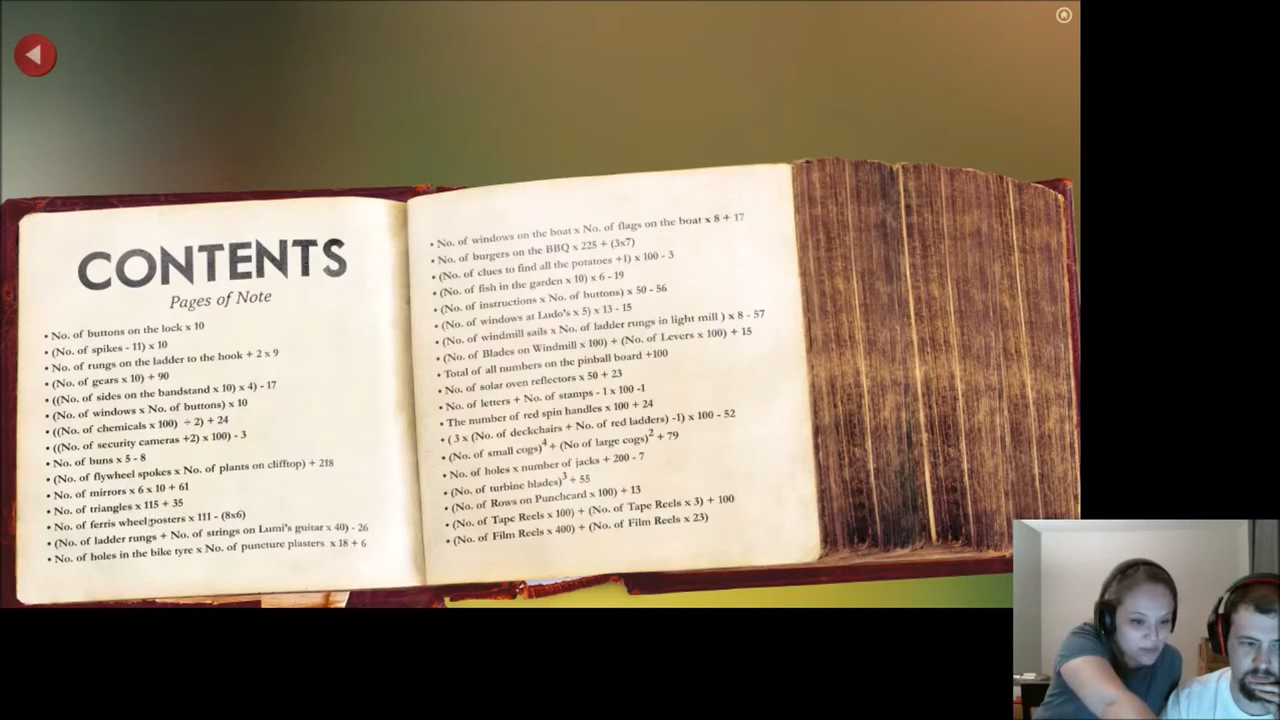 CONTENTS
Pages of Note
• No. of buttons on the lock x 10
• (No. of spikes - 11) x 10
• No. of rungs on the ladder to the hook + 2 x 9
• (No. of gears x 10) + 90
• ((No. of sides on the bandstand x 10) x 4) - 17
• (No. of windows x No. of buttons) x 10
• ((No. of chemicals x 100) ÷ 2) + 24
• ((No. of security cameras +2) x 100) - 3
• No. of buns x 5 - 8
• (No. of flywheel spokes x No. of plants on clifftop) + 218
• No. of mirrors x 6 x 10 + 61
• No. of triangles x 115 + 35
• No. of ferris wheel posters x 111 - (8x6)
• (No. of ladder rungs + No. of strings on Lumi's guitar x 40) - 26
• No. of holes in the bike tyre x No. of puncture plasters x 18 + 6
• No. of windows on the boat x No. of flags on the boat x 8 + 17
• No. of burgers on the BBQ x 225 + (3x7)
• (No. of clues to find all the potatoes +1) x 100 - 3
• (No. of fish in the garden x 10) x 6 - 19
• (No. of instructions x No. of buttons) x 50 - 56
• (No. of windows at Ludo's x 5) x 13 - 15
• (No. of windmill sails x No. of ladder rungs in light mill ) x 8 - 57
• (No. of Blades on Windmill x 100) + (No. of Levers x 100) + 15
• Total of all numbers on the pinball board +100
• No. of solar oven reflectors x 50 + 23
• No. of letters + No. of stamps - 1 x 100 -1
• The number of red spin handles x 100 + 24
• ( 3 x (No. of deckchairs + No. of red ladders) -1) x 100 - 52
• (No. of small cogs)⁴ + (No of large cogs)² + 79
• No. of holes x number of jacks + 200 - 7
• (No. of turbine blades)³ + 55
• (No. of Rows on Punchcard x 100) + 13
• (No. of Tape Reels x 100) + (No. of Tape Reels x 3) + 100
• (No. of Film Reels x 400) + (No. of Film Reels x 23)